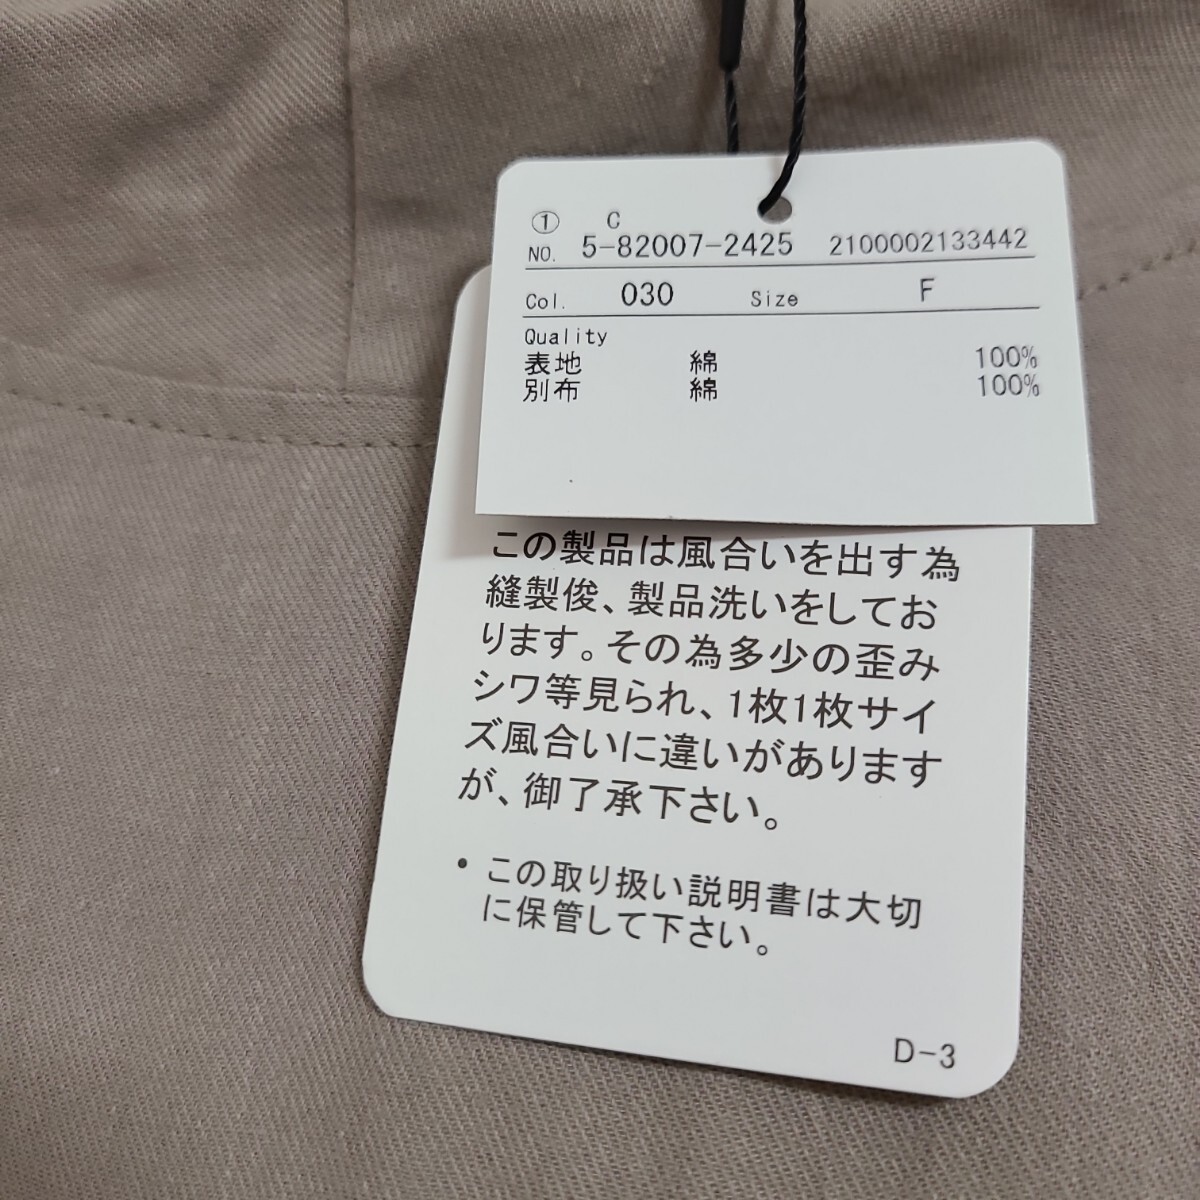 ① C
NO. 5-82007-2425 2100002133442
Col. 030 Size F
Quality
表地 綿 100%
別布 綿 100%
この製品は風合いを出す為
縫製俊、製品洗いをしてお
ります。その為多少の歪み
シワ等見られ、1枚1枚サイ
ズ風合いに違いがあります
が、御了承下さい。
・この取り扱い説明書は大切
に保管して下さい。
D-3